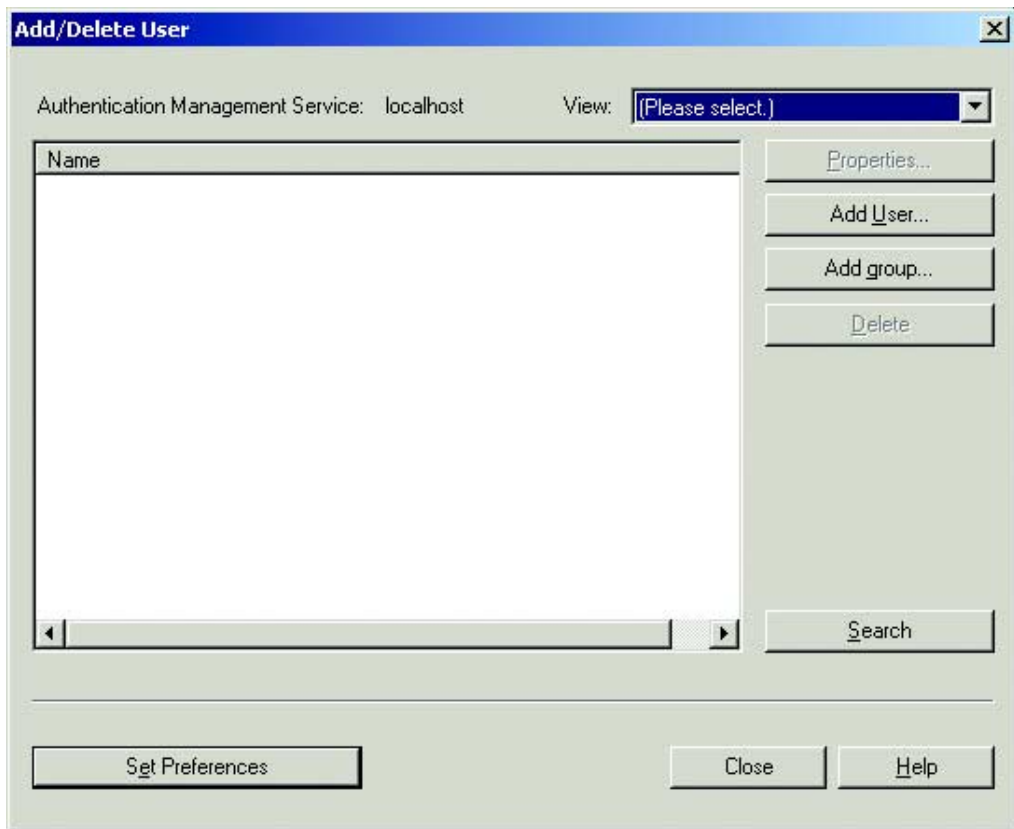 Add/Delete User
Authentication Management Service: localhost View: (Please select.)
Name
Properties...
Add User...
Add group...
Delete
Search
Set Preferences Close Help